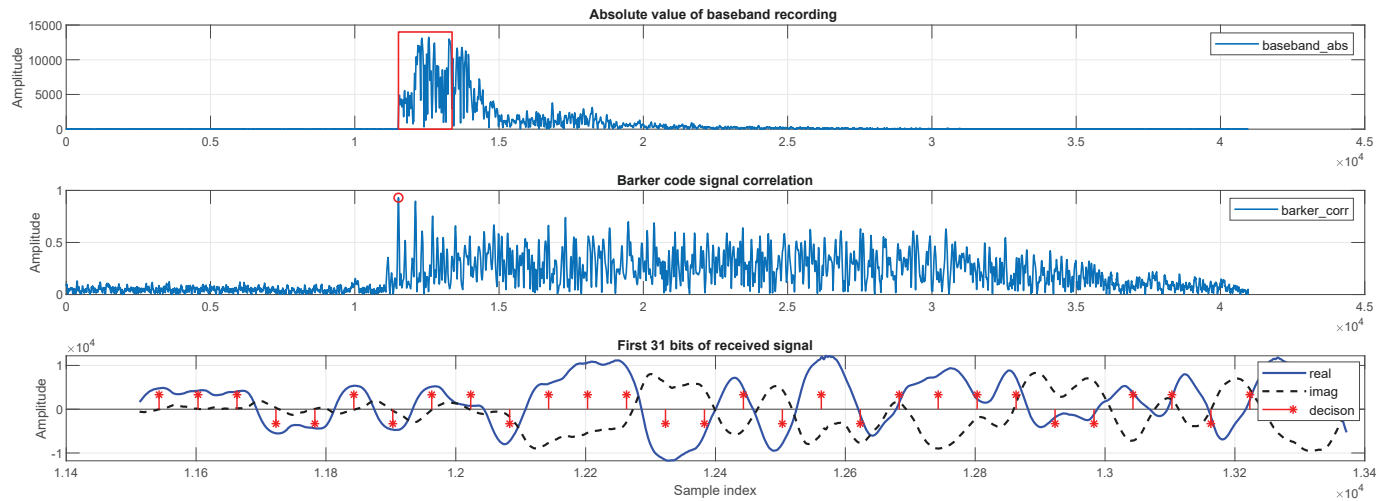 Absolute value of baseband recording
15000
10000
5000
0
Amplitude
baseband_abs
0 0.5 1 1.5 2 2.5 3 3.5 4 4.5
×10⁴
Barker code signal correlation
1
0.5
0
Amplitude
barker_corr
0 0.5 1 1.5 2 2.5 3 3.5 4 4.5
×10⁴
×10⁴
First 31 bits of received signal
1
0
-1
Amplitude
real
imag
decison
1.14 1.16 1.18 1.2 1.22 1.24 1.26 1.28 1.3 1.32 1.34
Sample index
×10⁴